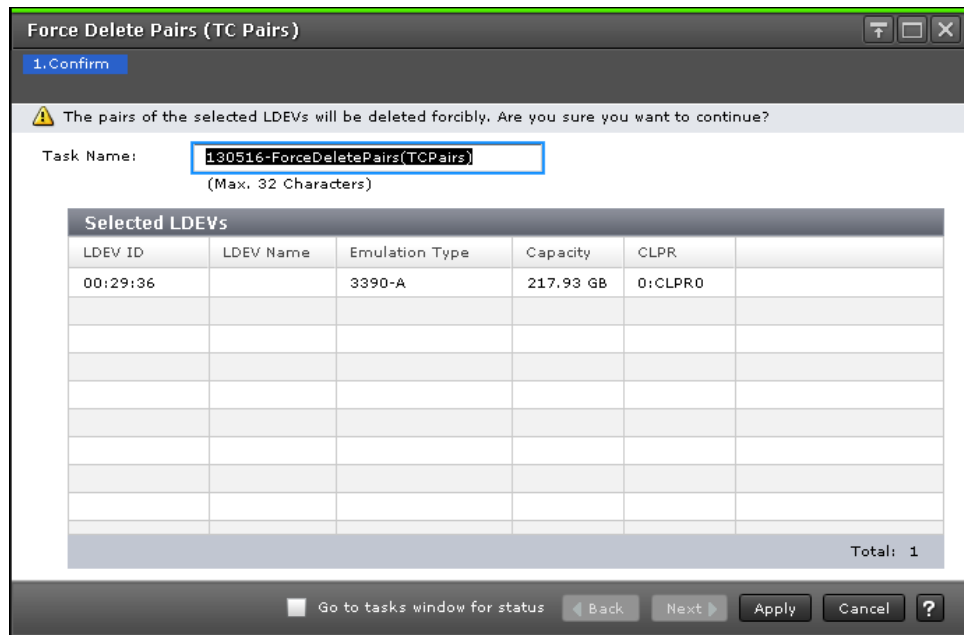 Force Delete Pairs (TC Pairs)
1.Confirm
The pairs of the selected LDEVs will be deleted forcibly. Are you sure you want to continue?
Task Name: 130516-ForceDeletePairs(TCPairs)
(Max. 32 Characters)
Selected LDEVs
LDEV ID LDEV Name Emulation Type Capacity CLPR
00:29:36 3390-A 217.93 GB 0:CLPR0
Total: 1
Go to tasks window for status Back Next Apply Cancel ?